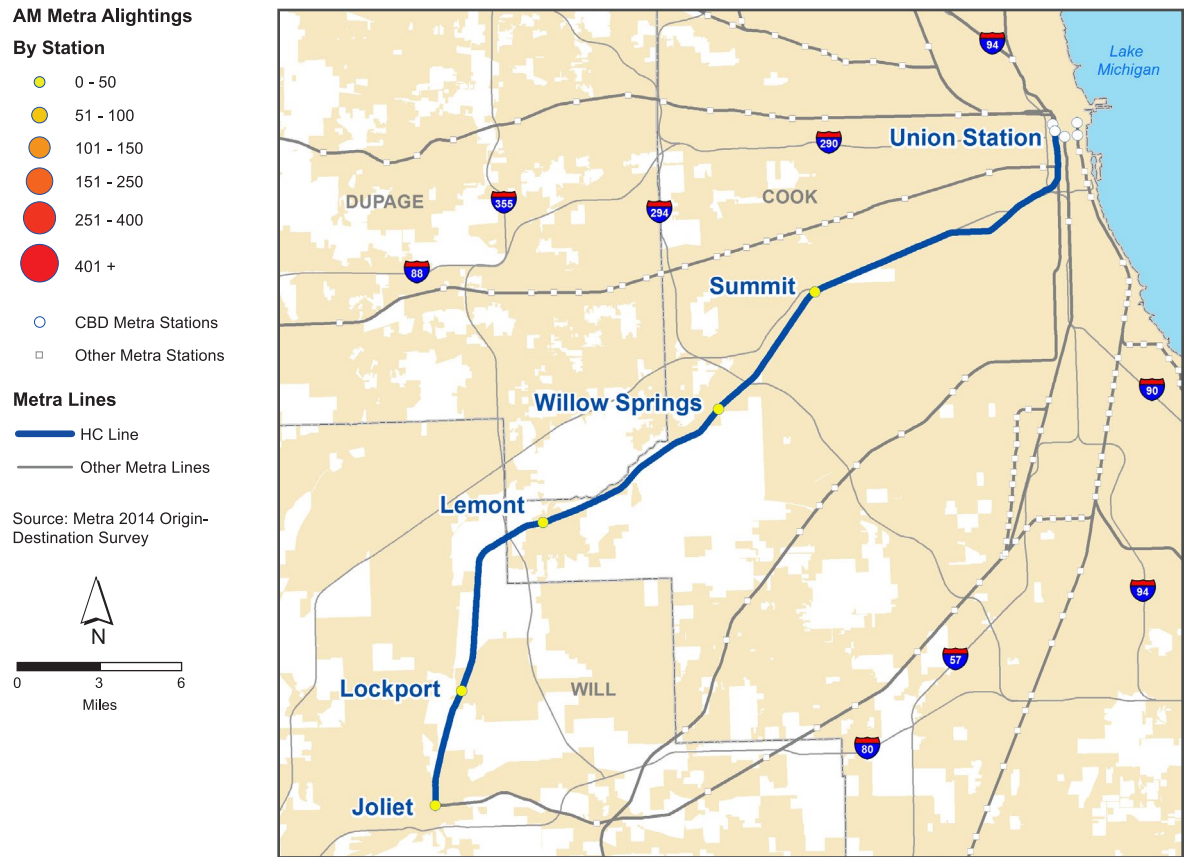 AM Metra Alightings
By Station
0 - 50
51 - 100
101 - 150
151 - 250
251 - 400
401 +
CBD Metra Stations
Other Metra Stations
Metra Lines
HC Line
Other Metra Lines
Source: Metra 2014 Origin-
Destination Survey
N
0 3 6
Miles
94
Lake
Michigan
Union Station
290
DUPAGE
355
294
COOK
88
Summit
90
Willow Springs
Lemont
94
57
Lockport
WILL
80
Joliet